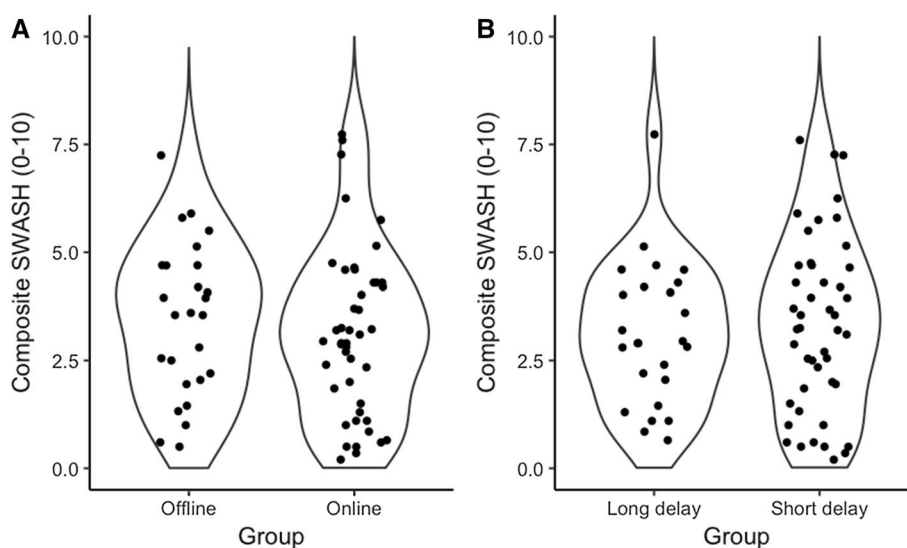 A
Composite SWASH (0-10)
10.0
7.5
5.0
2.5
0.0
Offline Online
Group
B
Composite SWASH (0-10)
10.0
7.5
5.0
2.5
0.0
Long delay Short delay
Group